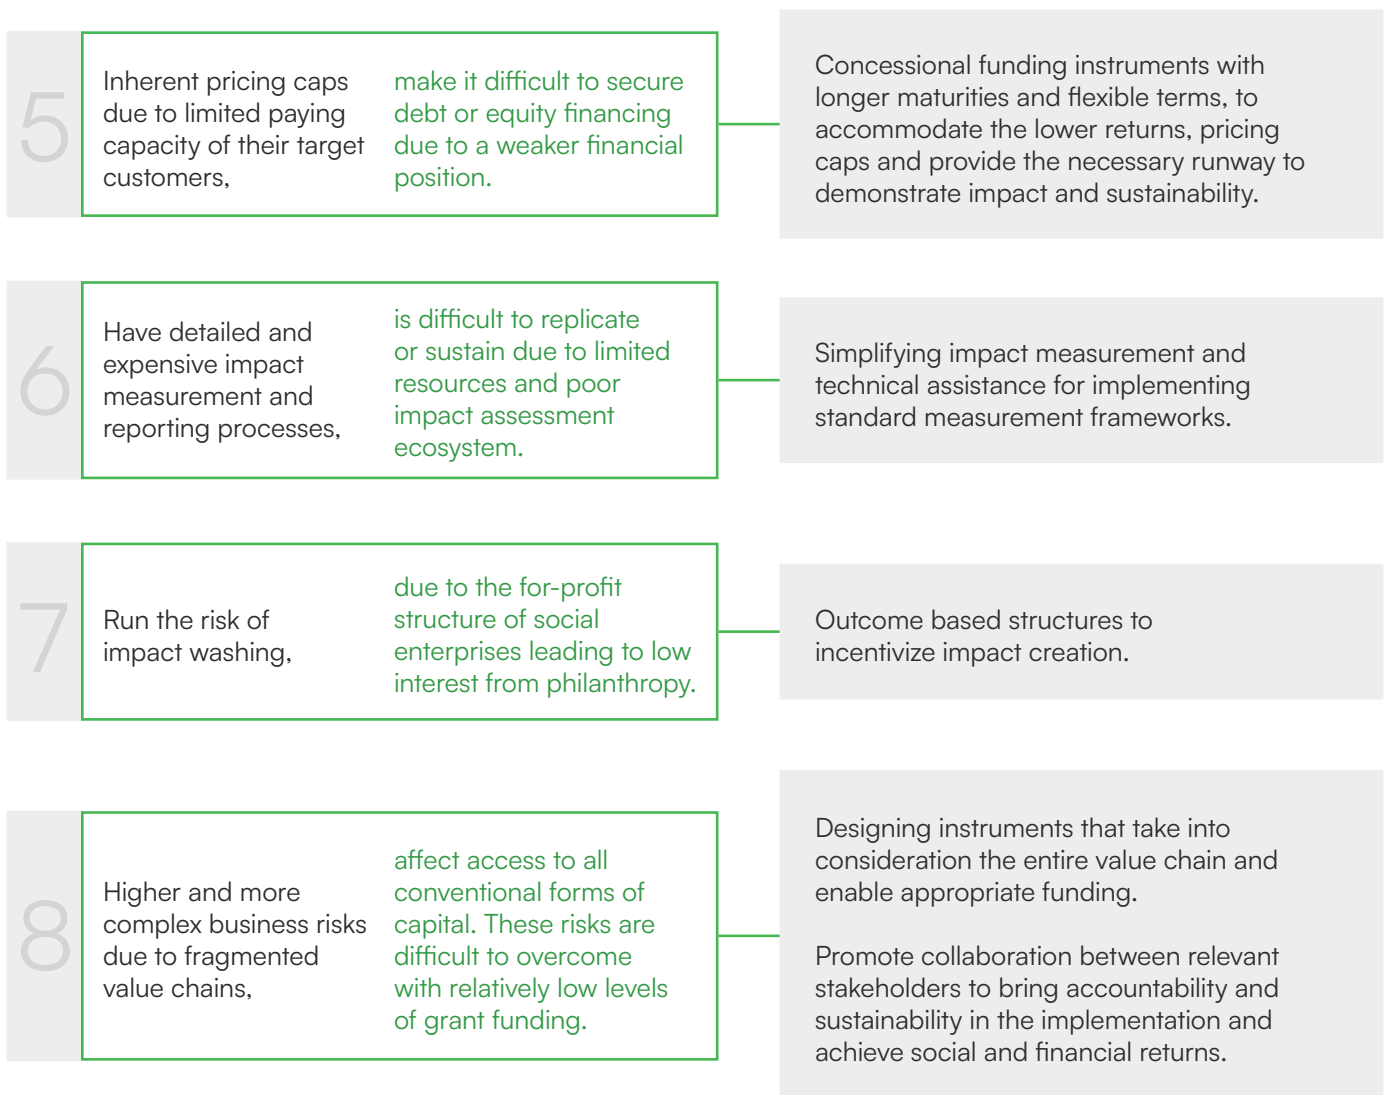 5
Inherent pricing caps
due to limited paying
capacity of their target
customers,
make it difficult to secure
debt or equity financing
due to a weaker financial
position.
Concessional funding instruments with
longer maturities and flexible terms, to
accommodate the lower returns, pricing
caps and provide the necessary runway to
demonstrate impact and sustainability.
6
Have detailed and
expensive impact
measurement and
reporting processes,
is difficult to replicate
or sustain due to limited
resources and poor
impact assessment
ecosystem.
Simplifying impact measurement and
technical assistance for implementing
standard measurement frameworks.
7
Run the risk of
impact washing,
due to the for-profit
structure of social
enterprises leading to low
interest from philanthropy.
Outcome based structures to
incentivize impact creation.
8
Higher and more
complex business risks
due to fragmented
value chains,
affect access to all
conventional forms of
capital. These risks are
difficult to overcome
with relatively low levels
of grant funding.
Designing instruments that take into
consideration the entire value chain and
enable appropriate funding.
Promote collaboration between relevant
stakeholders to bring accountability and
sustainability in the implementation and
achieve social and financial returns.